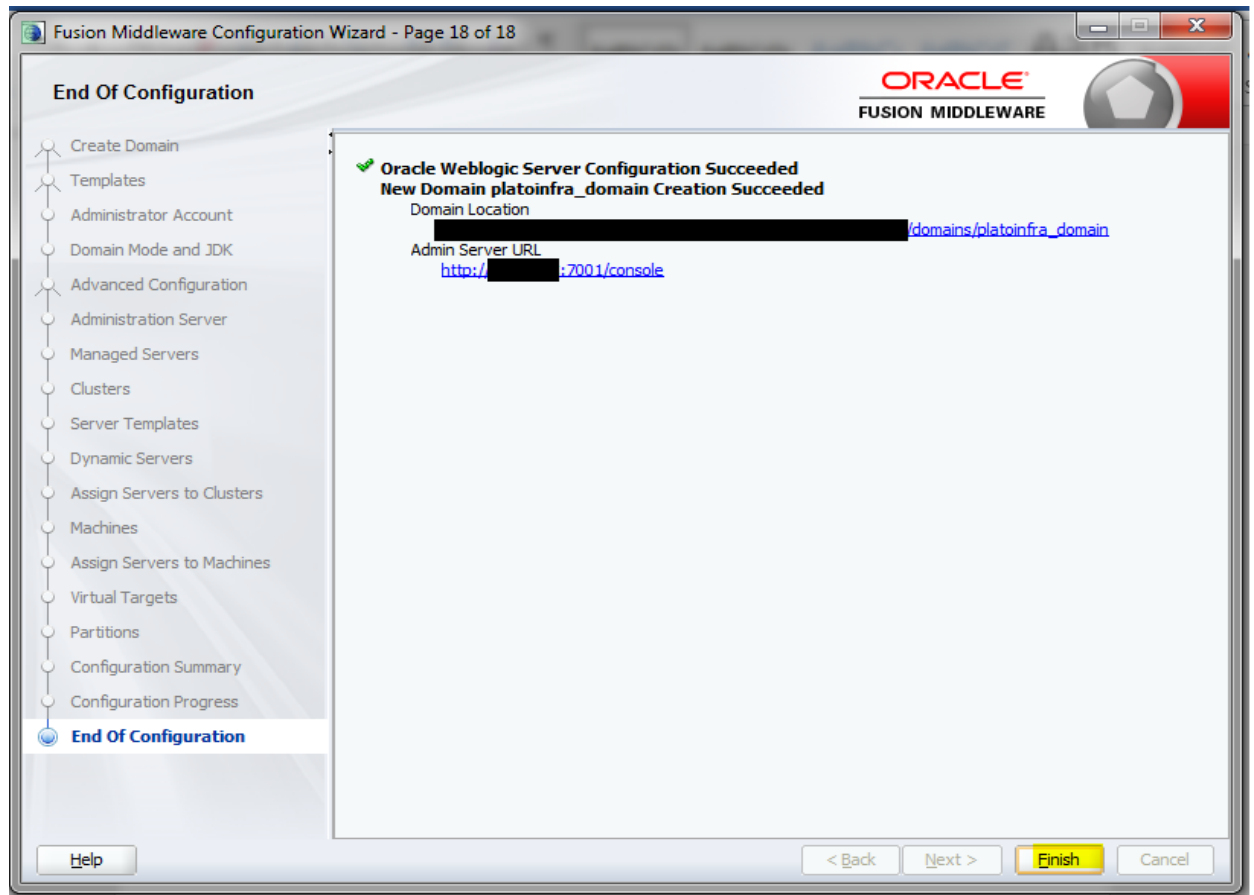 Fusion Middleware Configuration Wizard - Page 18 of 18
End Of Configuration
ORACLE
FUSION MIDDLEWARE
Create Domain
Templates
Administrator Account
Domain Mode and JDK
Advanced Configuration
Administration Server
Managed Servers
Clusters
Server Templates
Dynamic Servers
Assign Servers to Clusters
Machines
Assign Servers to Machines
Virtual Targets
Partitions
Configuration Summary
Configuration Progress
End Of Configuration
Oracle Weblogic Server Configuration Succeeded
New Domain platoinfra_domain Creation Succeeded
Domain Location
/domains/platoinfra_domain
Admin Server URL
http:// :7001/console
Help
< Back Next > Finish Cancel